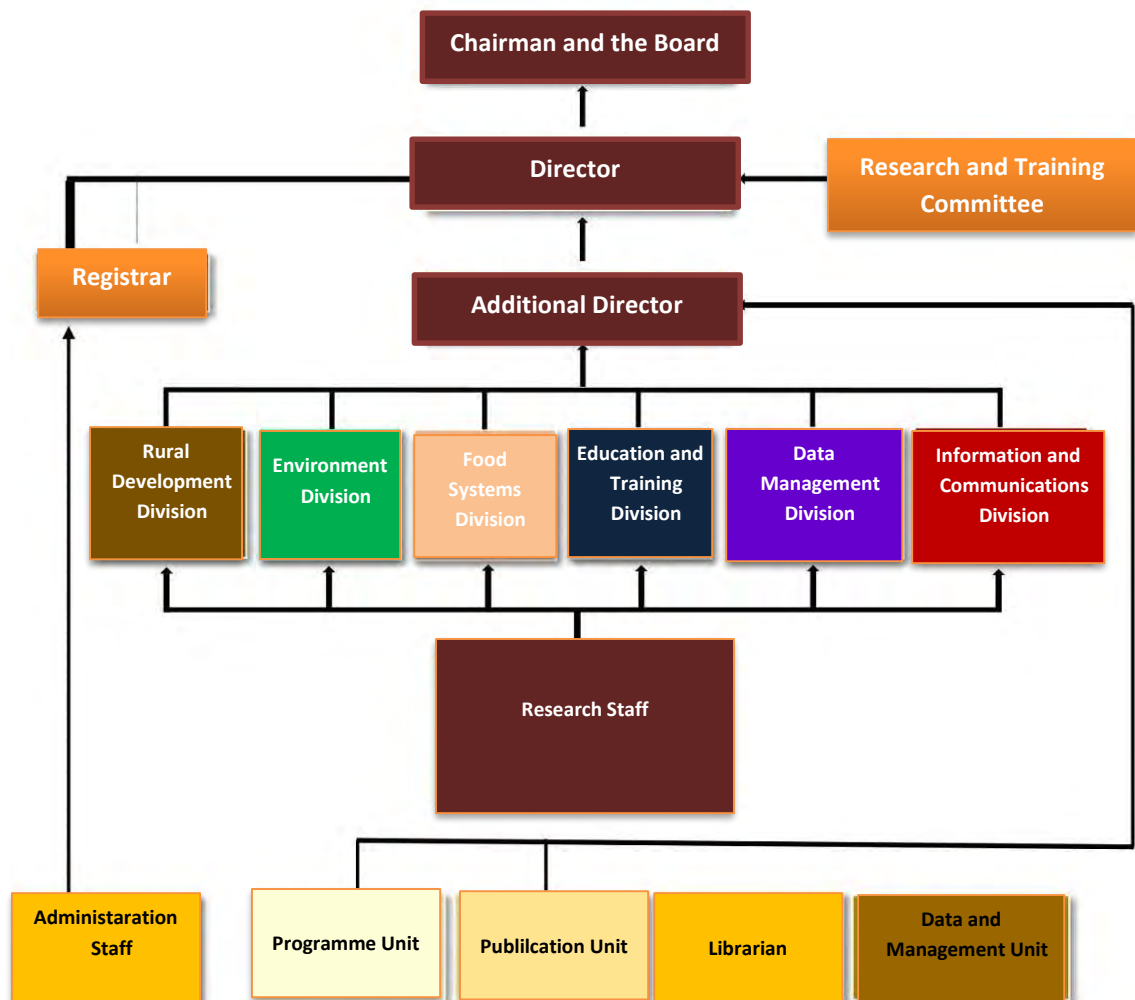 Chairman and the Board
Director
Research and Training
Committee
Registrar
Additional Director
Rural
Development
Division
Environment
Division
Food
Systems
Division
Education and
Training
Division
Data
Management
Division
Information and
Communications
Division
Research Staff
Administaration
Staff
Programme Unit
Publilcation Unit
Librarian
Data and
Management Unit